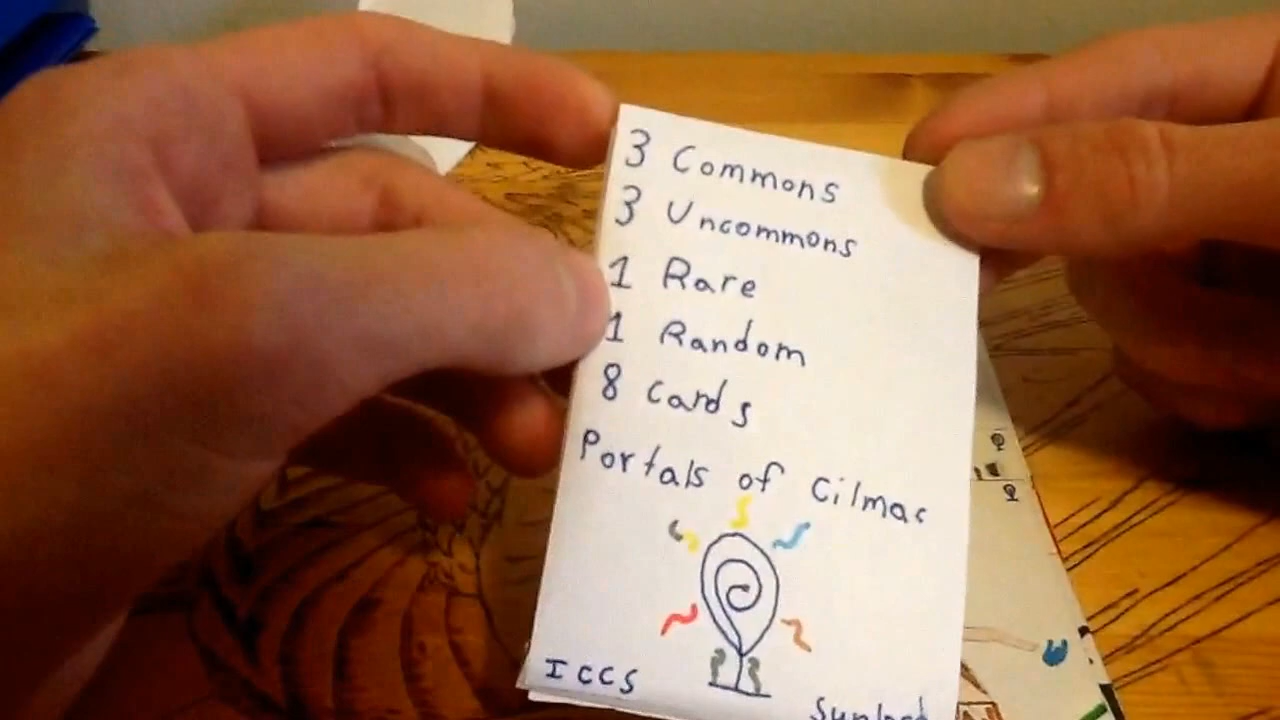 3 Commons
3 Uncommons
1 Rare
1 Random
8 cards
Portals of Cilmac
ICCS